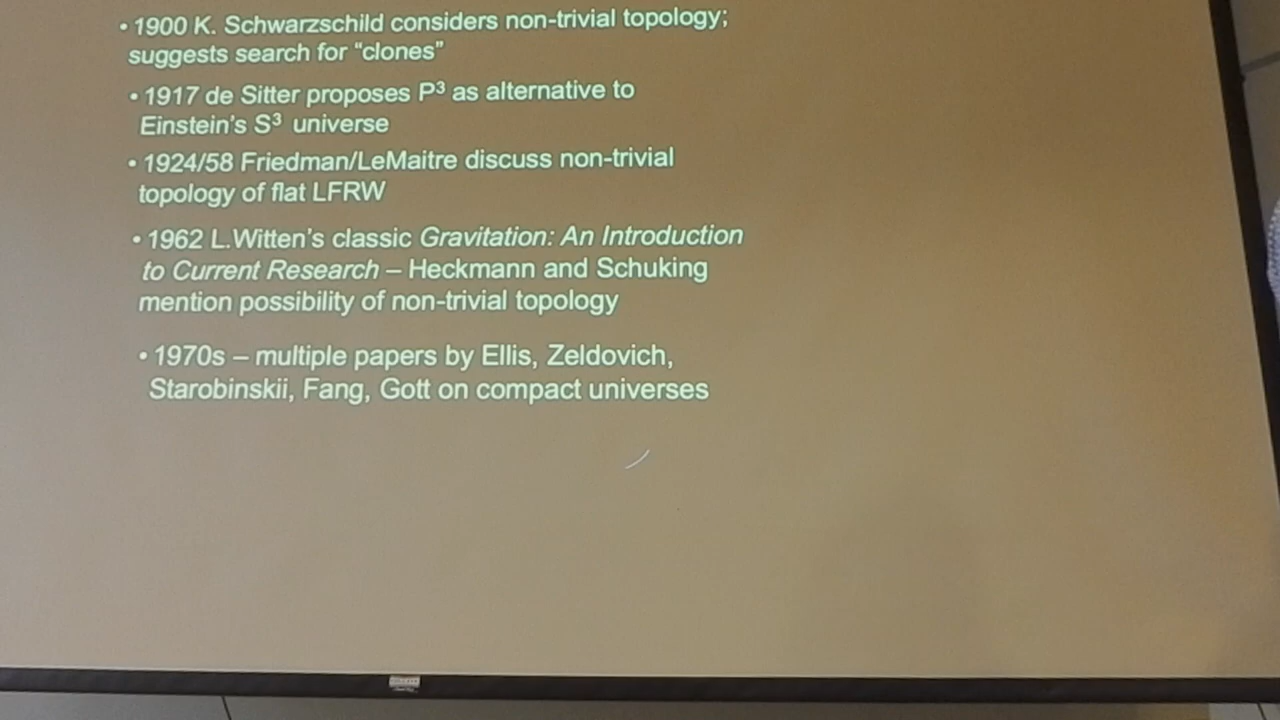 • 1900 K. Schwarzschild considers non-trivial topology;
suggests search for “clones”
• 1917 de Sitter proposes P³ as alternative to
Einstein’s S³ universe
• 1924/58 Friedman/LeMaitre discuss non-trivial
topology of flat LFRW
• 1962 L.Witten’s classic Gravitation: An Introduction
to Current Research – Heckmann and Schuking
mention possibility of non-trivial topology
• 1970s – multiple papers by Ellis, Zeldovich,
Starobinskii, Fang, Gott on compact universes